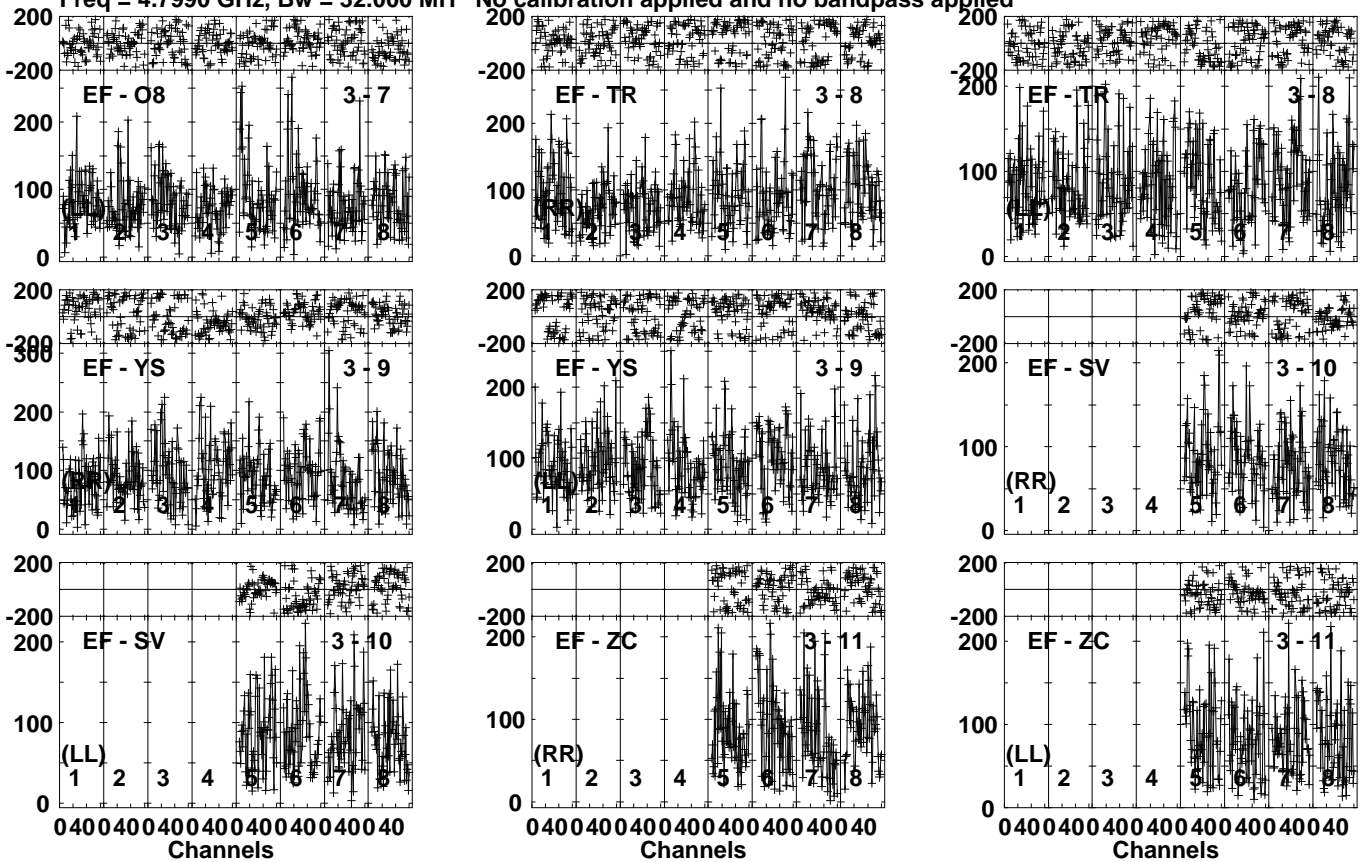 Freq = 4.7990 GHz, Bw = 32.000 MH No calibration applied and no bandpass applied
200 200 200
-200 -200
EF - O8 3 - 7 EF - TR 3 - 8 EF - TR 3 - 8
200 200 200
100 100 100
(LL) (RR) (LL)
1 2 3 4 5 6 7 8 1 2 3 4 5 6 7 8 1 2 3 4 5 6 7 8
0 0 0
200 200 200
-200 -200 -200
300
EF - YS 3 - 9 EF - YS 3 - 9 EF - SV 3 - 10
200 200 200
100 100 100
(RR) (LL) (RR)
1 2 3 4 5 6 7 8 1 2 3 4 5 6 7 8 1 2 3 4 5 6 7 8
0 0 0
200 200 200
-200 -200 -200
EF - SV 3 - 10 EF - ZC 3 - 11 EF - ZC 3 - 11
200 200 200
100 100 100
(LL) (RR) (LL)
1 2 3 4 5 6 7 8 1 2 3 4 5 6 7 8 1 2 3 4 5 6 7 8
0 0 0
0 40 0 40 0 40 0 40 0 40 0 40 0 40 0 40 0 40 0 40 0 40 0 40 0 40 0 40 0 40 0 40 0 40 0 40 0 40 0 40 0 40 0 40 0 40 0 40
Channels Channels Channels